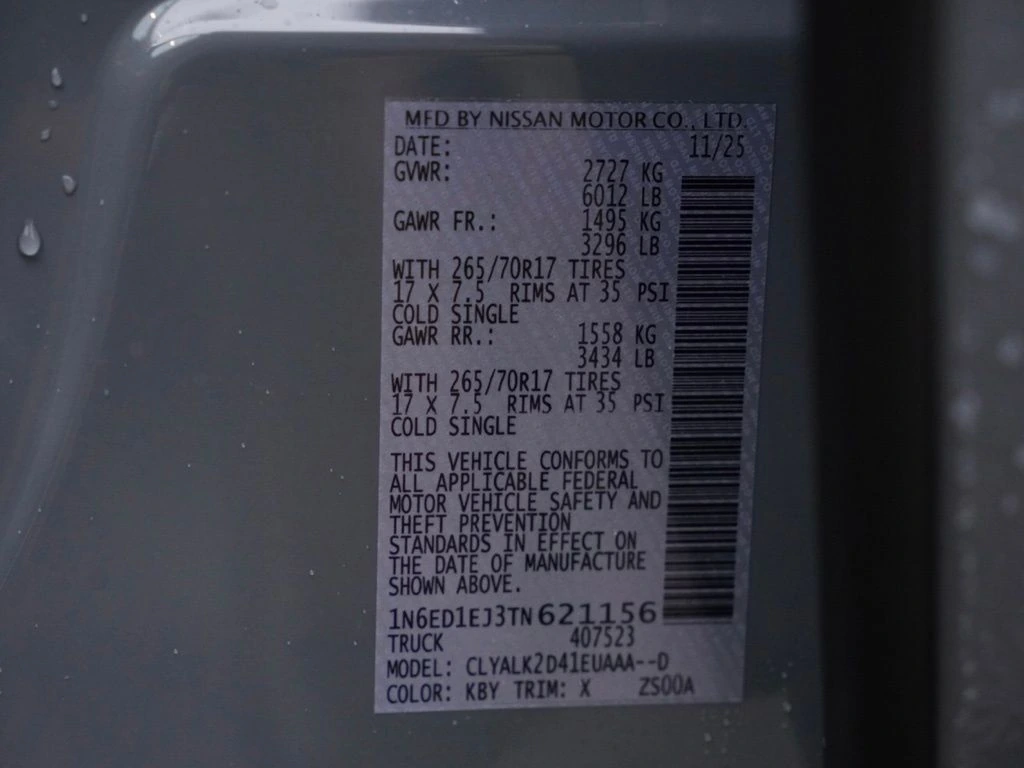 MFD BY NISSAN MOTOR CO., LTD.
DATE: 11/25
GVWR: 2727 KG
6012 LB
GAWR FR.: 1495 KG
3296 LB
WITH 265/70R17 TIRES
17 X 7.5 RIMS AT 35 PSI
COLD SINGLE
GAWR RR.: 1558 KG
3434 LB
WITH 265/70R17 TIRES
17 X 7.5 RIMS AT 35 PSI
COLD SINGLE
THIS VEHICLE CONFORMS TO
ALL APPLICABLE FEDERAL
MOTOR VEHICLE SAFETY AND
THEFT PREVENTION
STANDARDS IN EFFECT ON
THE DATE OF MANUFACTURE
SHOWN ABOVE.
1N6ED1EJ3TN621156
TRUCK 407523
MODEL: CLYALK2D41EUAAA--D
COLOR: KBY TRIM: X ZS00A